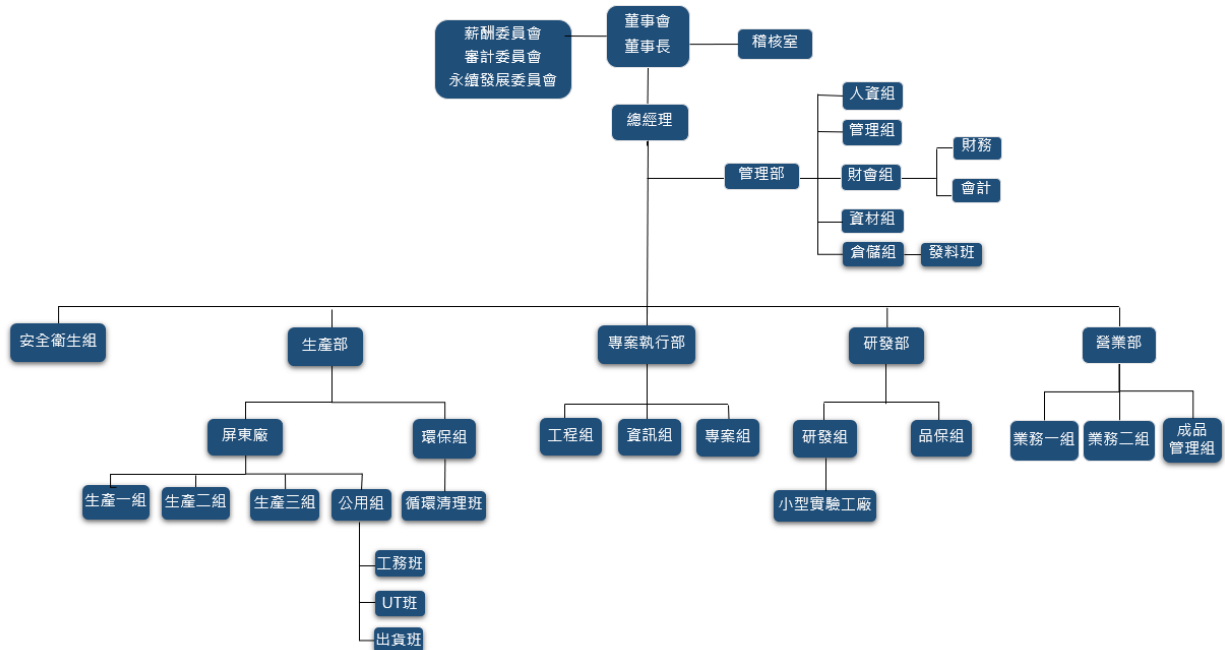 董事會
董事長
薪酬委員會
審計委員會
永續發展委員會
稽核室
總經理
管理部
人資組
管理組
財會組
財務
會計
資材組
倉儲組
發料班
安全衛生組
生產部
專案執行部
研發部
營業部
屏東廠
環保組
工程組
資訊組
專案組
研發組
品保組
業務一組
業務二組
成品
管理組
生產一組
生產二組
生產三組
公用組
循環清理班
小型實驗工廠
工務班
UT班
出貨班